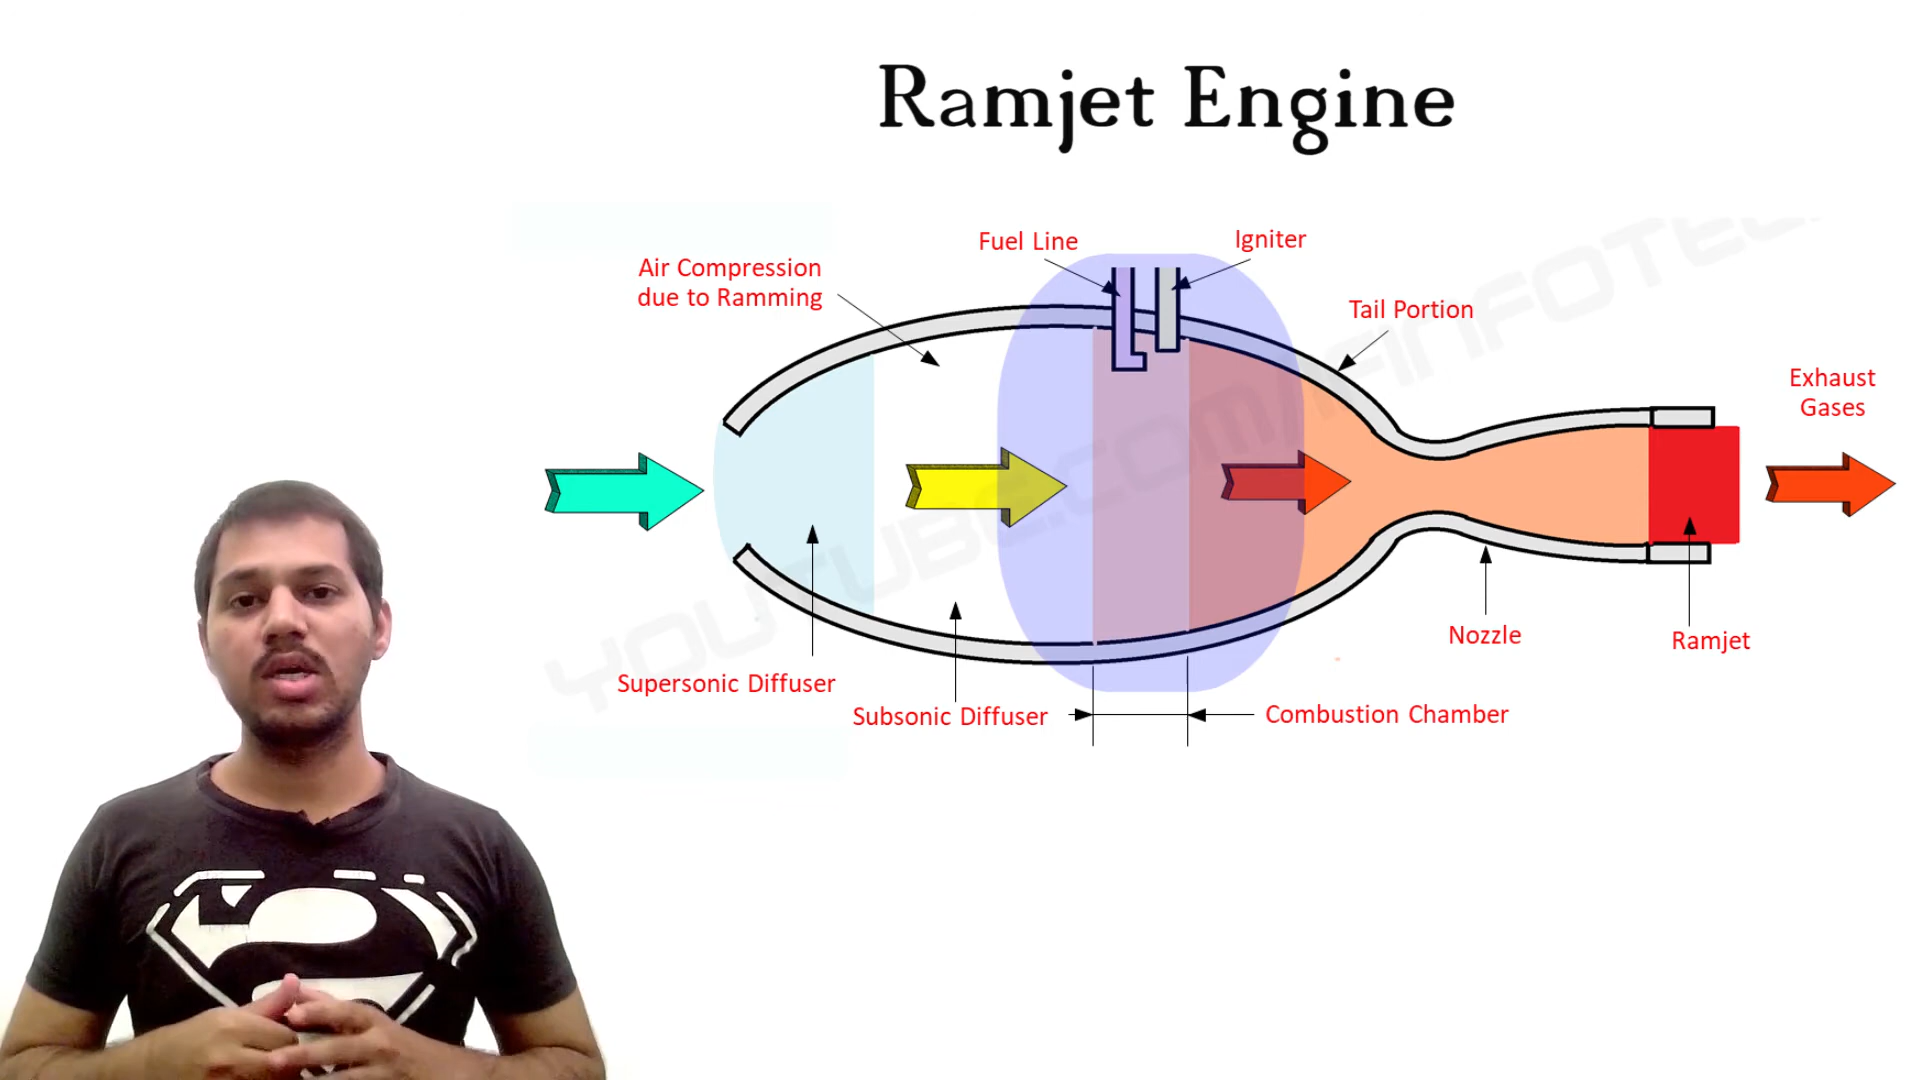 Ramjet Engine
Fuel Line
Igniter
Air Compression
due to Ramming
Tail Portion
Exhaust
Gases
Nozzle
Ramjet
Supersonic Diffuser
Subsonic Diffuser
Combustion Chamber